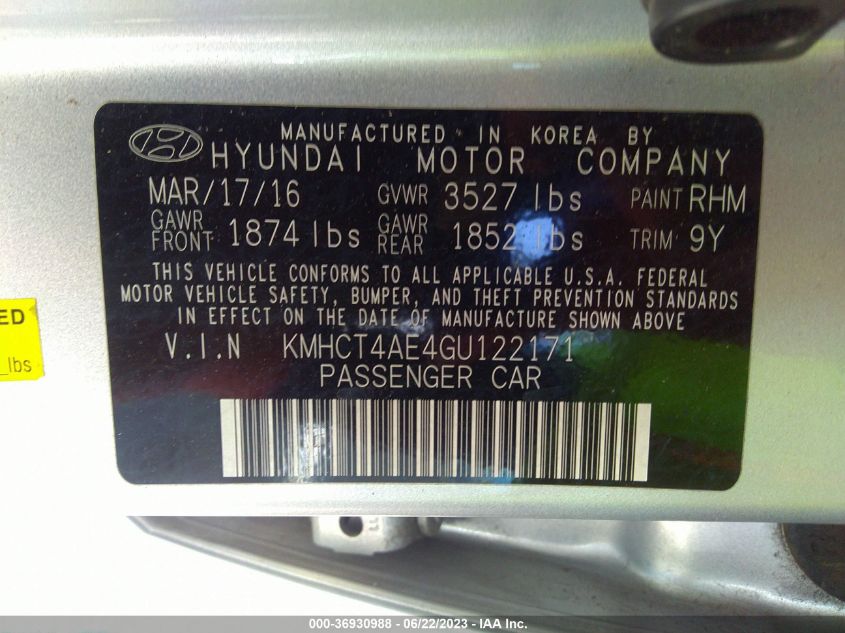 MANUFACTURED IN KOREA BY
HYUNDAI MOTOR COMPANY
MAR/17/16 GVWR 3527 lbs PAINT RHM
GAWR FRONT 1874 lbs GAWR REAR 1852 lbs TRIM 9Y
THIS VEHICLE CONFORMS TO ALL APPLICABLE U.S.A. FEDERAL
MOTOR VEHICLE SAFETY, BUMPER, AND THEFT PREVENTION STANDARDS
IN EFFECT ON THE DATE OF MANUFACTURE SHOWN ABOVE
V.I.N KMHCT4AE4GU122171
PASSENGER CAR
ED
lbs
000-36930988 - 06/22/2023 - IAA Inc.